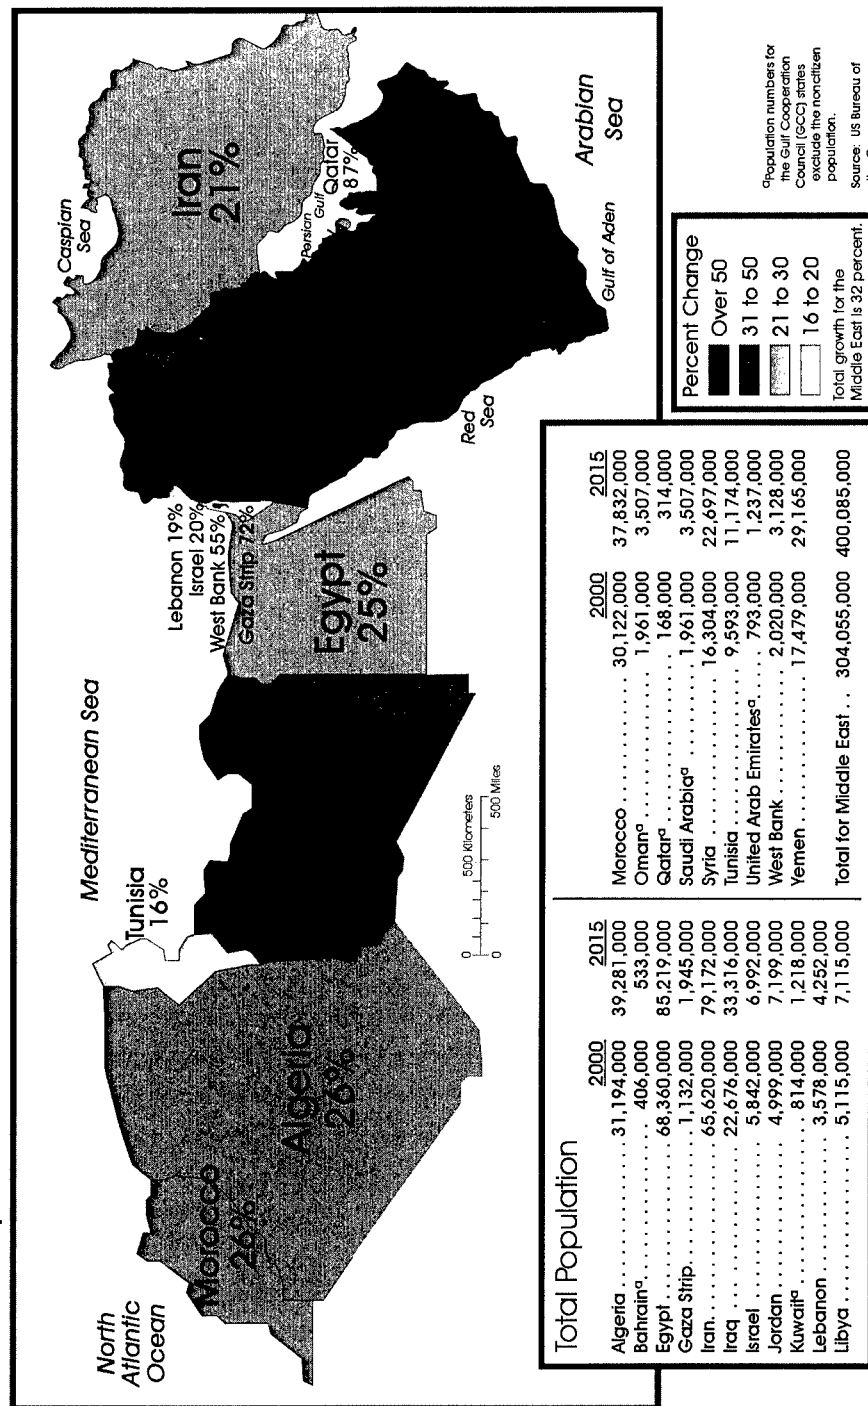 North
Atlantic
Ocean
Mediterranean Sea
Caspian
Sea
Morocco
26%
Algeria
26%
Tunisia
16%
Lebanon 19%
Israel 20%
West Bank 55%
Gaza Strip 72%
Egypt
25%
Iran
21%
Persian
Gulf
Qatar
87%
Red
Sea
Gulf of Aden
Arabian
Sea
0 500 Kilometers
0 500 Miles
Total Population
2000 2015
Algeria 31,194,000 39,281,000
Bahrainᵃ 406,000 533,000
Egypt 68,360,000 85,219,000
Gaza Strip 1,132,000 1,945,000
Iran 65,620,000 79,172,000
Iraq 22,676,000 33,316,000
Israel 5,842,000 6,992,000
Jordan 4,999,000 7,199,000
Kuwaitᵃ 814,000 1,218,000
Lebanon 3,578,000 4,252,000
Libya 5,115,000 7,115,000
2000 2015
Morocco 30,122,000 37,832,000
Omanᵃ 1,961,000 3,507,000
Qatarᵃ 168,000 314,000
Saudi Arabiaᵃ 1,961,000 3,507,000
Syria 16,304,000 22,697,000
Tunisia 9,593,000 11,174,000
United Arab Emiratesᵃ 793,000 1,237,000
West Bank 2,020,000 3,128,000
Yemen 17,479,000 29,165,000
Total for Middle East 304,055,000 400,085,000
Percent Change
Over 50
31 to 50
21 to 30
16 to 20
Total growth for the
Middle East is 32 percent.
ᵃPopulation numbers for
the Gulf Cooperation
Council (GCC) states
exclude the noncitizen
population.
Source: US Bureau of